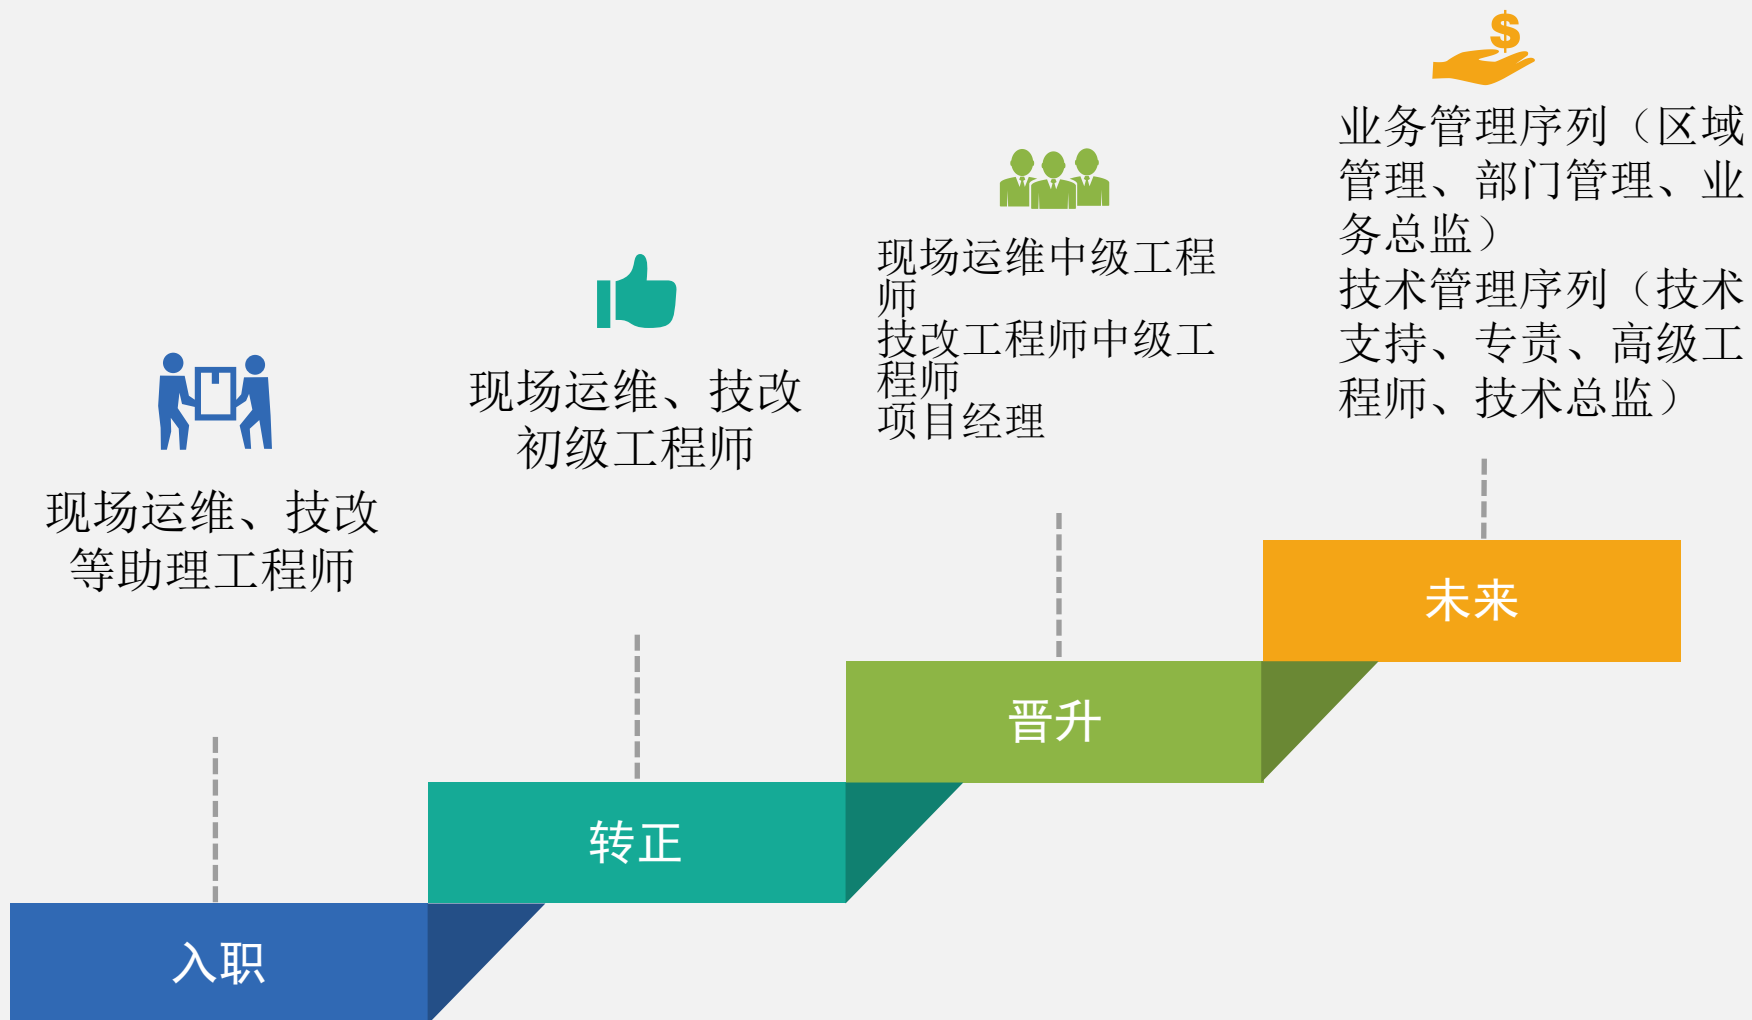 现场运维、技改
等助理工程师
入职
现场运维、技改
初级工程师
转正
现场运维中级工程
师
技改工程师中级工
程师
项目经理
晋升
$
业务管理序列（区域
管理、部门管理、业
务总监）
技术管理序列（技术
支持、专责、高级工
程师、技术总监）
未来